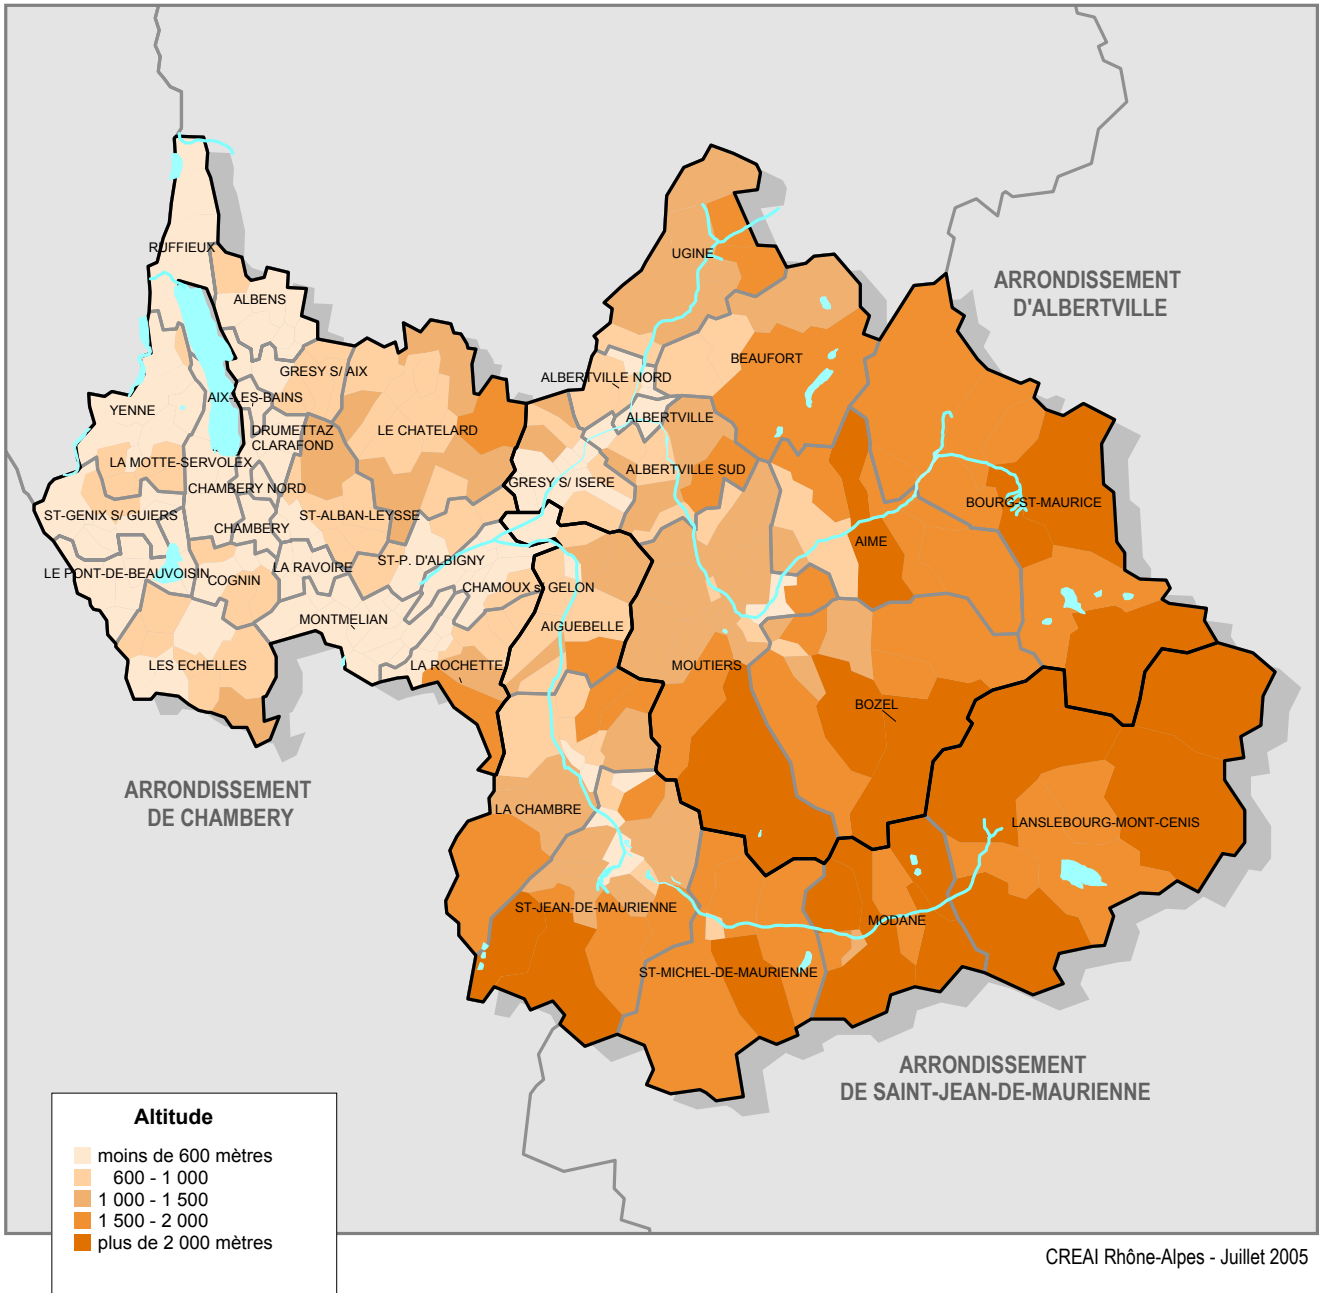 RUFFIEUX
UGINE
ARRONDISSEMENT
D'ALBERTVILLE
ALBENS
BEAUFORT
GRESY S/ AIX
ALBERTVILLE NORD
AIX-LES-BAINS
YENNE
ALBERTVILLE
DRUMETTAZ
CLARAFOND
LE CHATELARD
LA MOTTE-SERVOLEX
ALBERTVILLE SUD
GRESY S/ ISERE
CHAMBERY NORD
BOURG-ST-MAURICE
ST-GENIX S/ GUIERS
ST-ALBAN-LEYSSE
CHAMBERY
AIME
ST-P. D'ALBIGNY
LA RAVOIRE
LE PONT-DE-BEAUVOISIN
COGNIN
CHAMOUX s/ GELON
MONTMELIAN
AIGUEBELLE
LES ECHELLES
LA ROCHETTE
MOUTIERS
BOZEL
ARRONDISSEMENT
DE CHAMBERY
LA CHAMBRE
LANSLEBOURG-MONT-CENIS
ST-JEAN-DE-MAURIENNE
MODANE
ST-MICHEL-DE-MAURIENNE
ARRONDISSEMENT
DE SAINT-JEAN-DE-MAURIENNE
Altitude
moins de 600 mètres
600 - 1 000
1 000 - 1 500
1 500 - 2 000
plus de 2 000 mètres
CREAI Rhône-Alpes - Juillet 2005